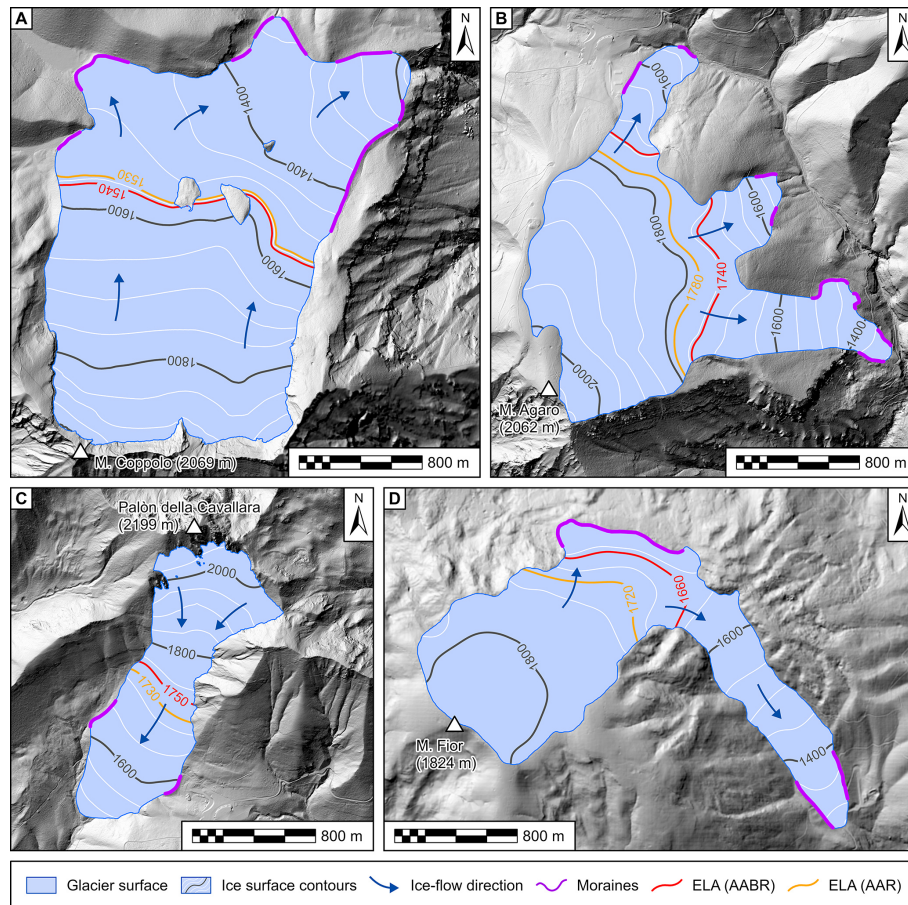 A
N
1400
1400
1530
1540
1600
1600
1800
M. Coppolo (2069 m)
800 m
B
N
1600
1800
1600
1740
1780
1600
1400
2000
M. Agaro
(2062 m)
800 m
C
N
Palòn della Cavallara
(2199 m)
2000
1800
1750
1730
1600
800 m
D
N
1660
1720
1600
1800
M. Fior
(1824 m)
1400
800 m
Glacier surface
Ice surface contours
Ice-flow direction
Moraines
ELA (AABR)
ELA (AAR)